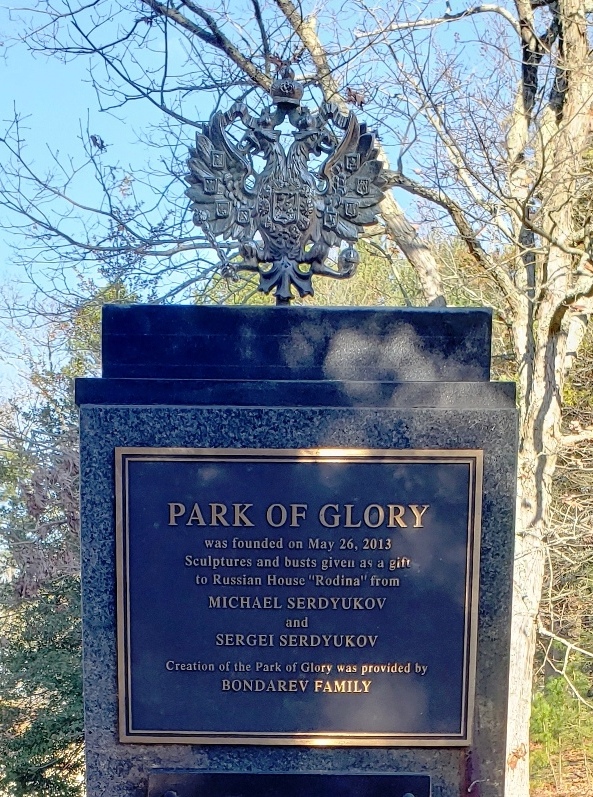 PARK OF GLORY
was founded on May 26, 2013
Sculptures and busts given as a gift
to Russian House "Rodina" from
MICHAEL SERDYUKOV
and
SERGEI SERDYUKOV
Creation of the Park of Glory was provided by
BONDAREV FAMILY